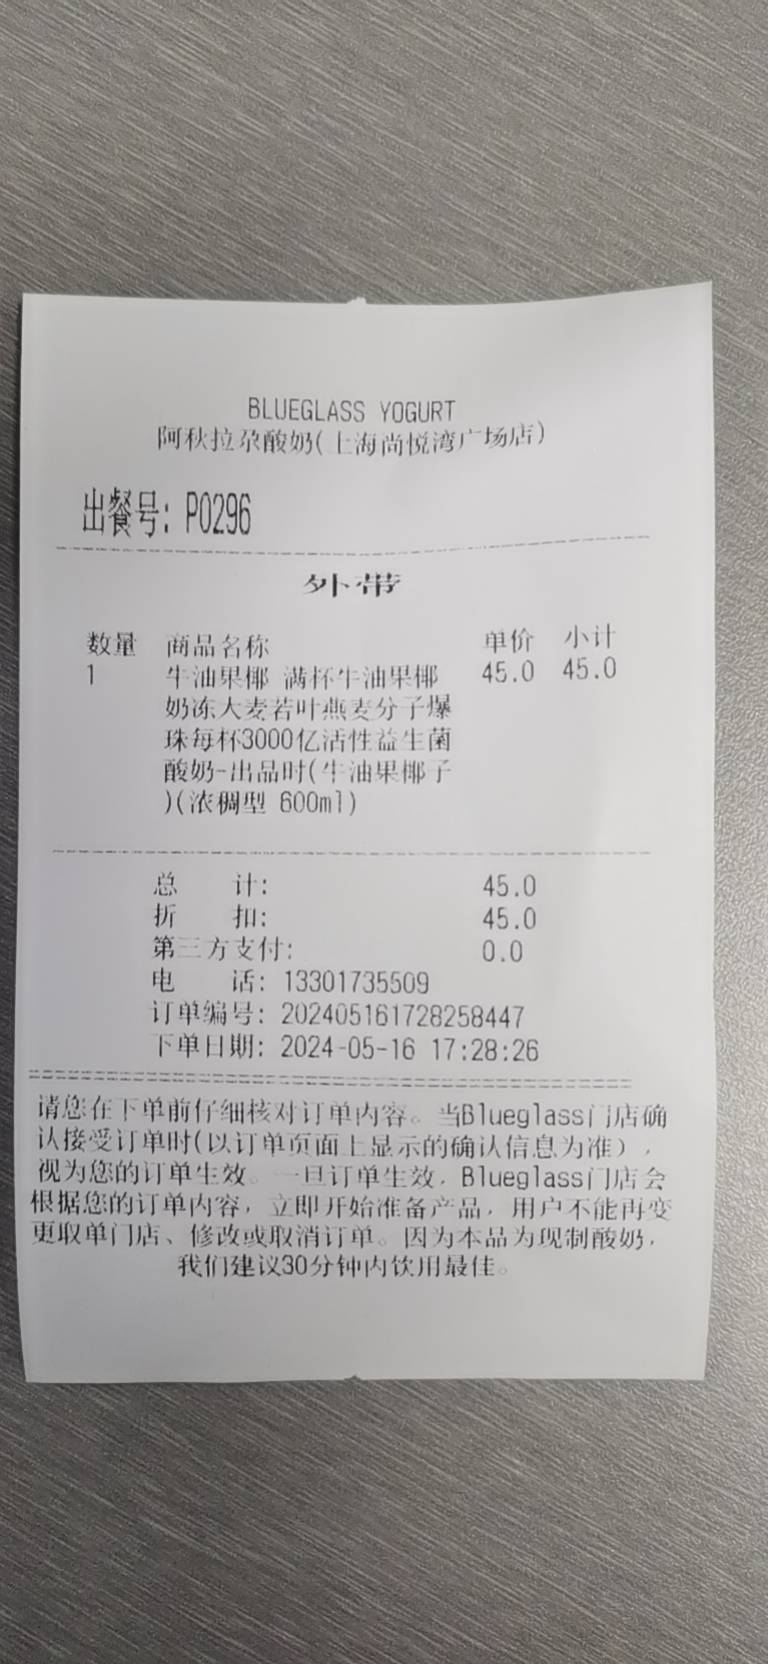 BLUEGLASS YOGURT
阿秋拉尕酸奶(上海尚悦湾广场店)
出餐号: P0296
外带
数量 商品名称 单价 小计
1 牛油果椰 满杯牛油果椰 45.0 45.0
奶冻大麦若叶燕麦分子爆
珠每杯3000亿活性益生菌
酸奶-出品时(牛油果椰子
)(浓稠型 600ml)
总 计: 45.0
折 扣: 45.0
第三方支付: 0.0
电 话: 13301735509
订单编号: 202405161728258447
下单日期: 2024-05-16 17:28:26
请您在下单前仔细核对订单内容。当Blueglass门店确
认接受订单时(以订单页面上显示的确认信息为准),
视为您的订单生效。一旦订单生效,Blueglass门店会
根据您的订单内容,立即开始准备产品,用户不能再变
更取单门店、修改或取消订单。因为本品为现制酸奶,
我们建议30分钟内饮用最佳。